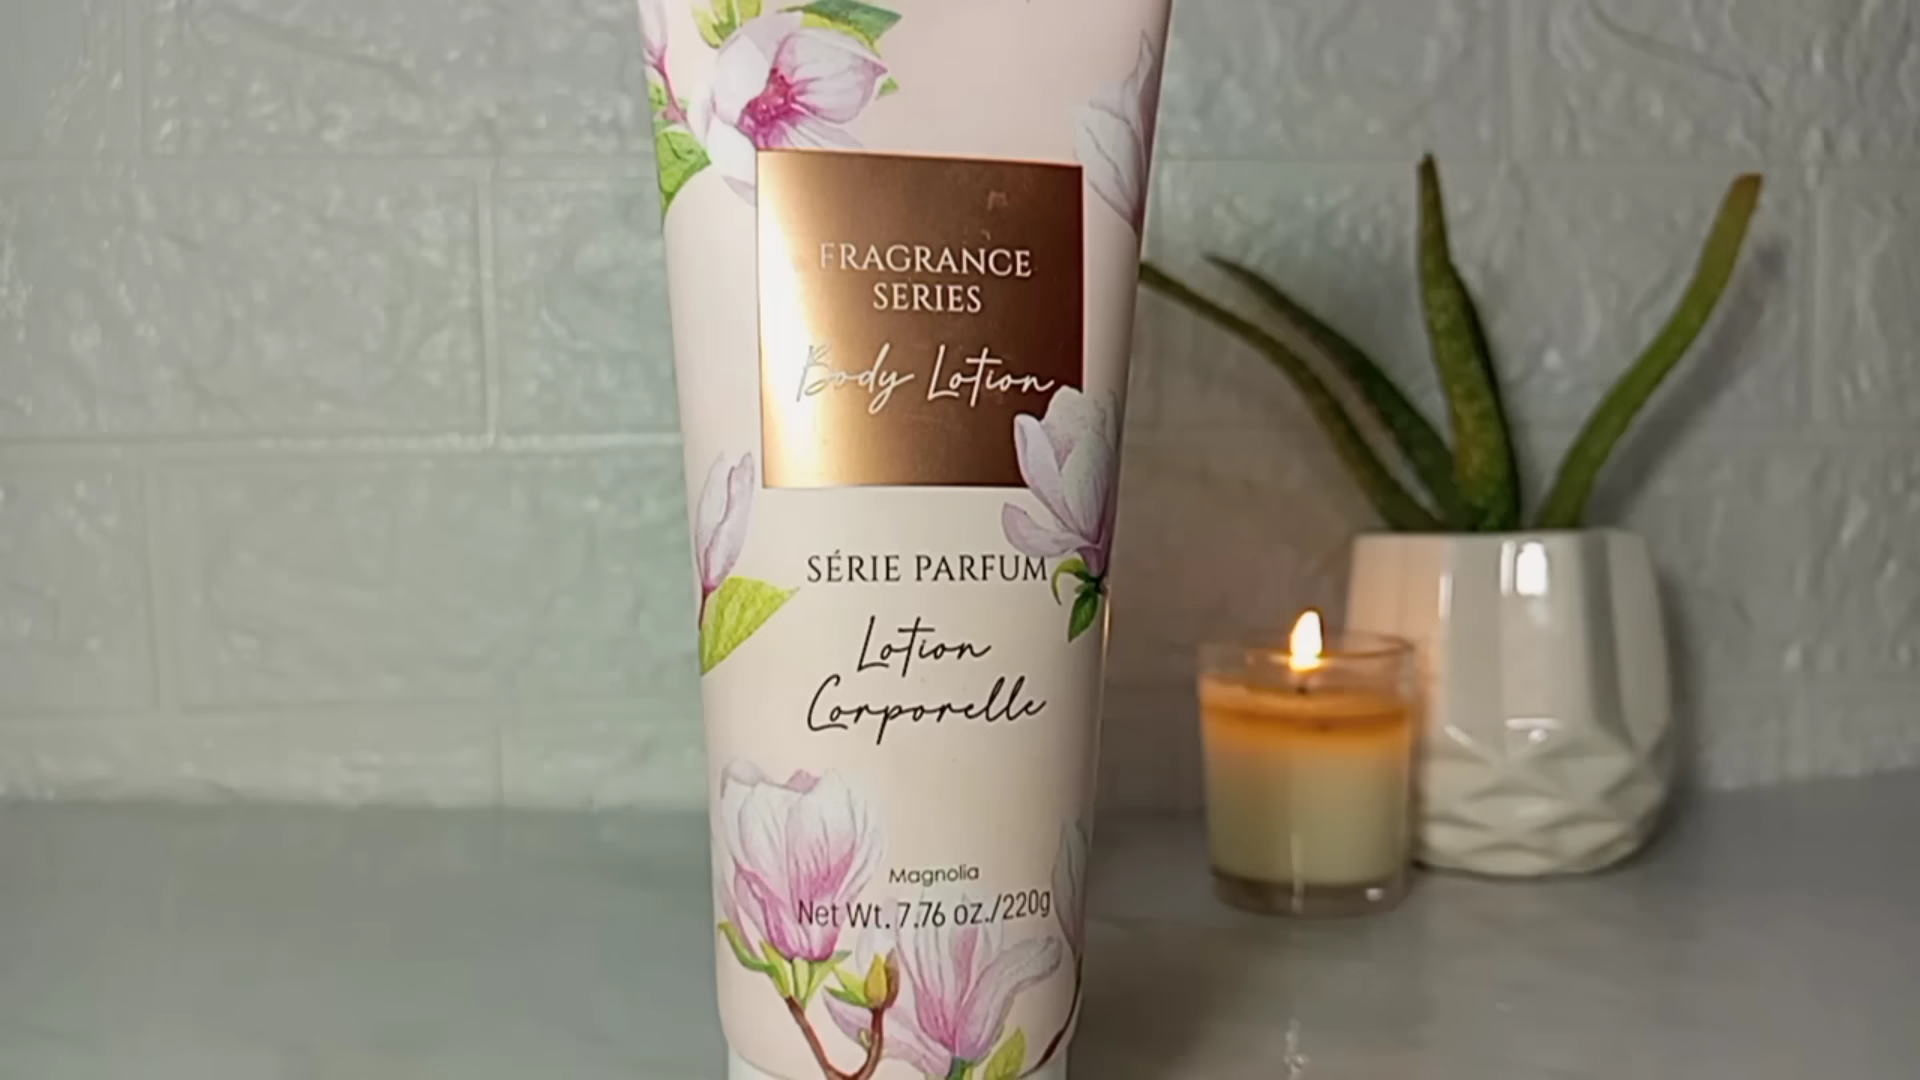 FRAGRANCE
SERIES
Body Lotion
SÉRIE PARFUM
Lotion
Corporelle
Magnolia
Net Wt. 7.76 oz./220g